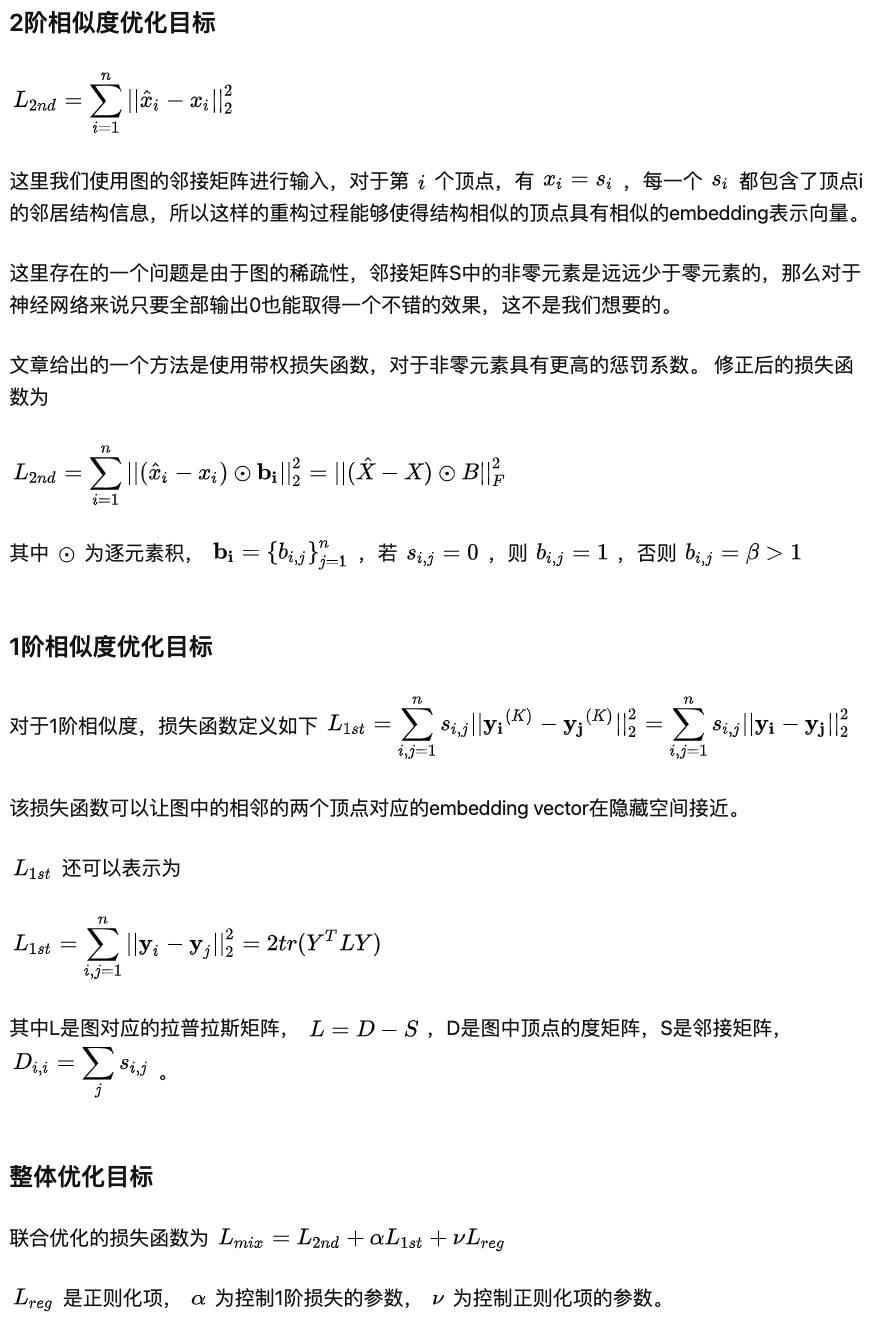 2阶相似度优化目标
$L_{2nd} = \sum_{i=1}^{n} ||\hat{x}_i - x_i||_2^2$
这里我们使用图的邻接矩阵进行输入，对于第 $i$ 个顶点，有 $x_i = s_i$ ，每一个 $s_i$ 都包含了顶点i
的邻居结构信息，所以这样的重构过程能够使得结构相似的顶点具有相似的embedding表示向量。
这里存在的一个问题是由于图的稀疏性，邻接矩阵S中的非零元素是远远少于零元素的，那么对于
神经网络来说只要全部输出0也能取得一个不错的效果，这不是我们想要的。
文章给出的一个方法是使用带权损失函数，对于非零元素具有更高的惩罚系数。 修正后的损失函
数为
$L_{2nd} = \sum_{i=1}^{n} ||(\hat{x}_i - x_i) \odot \mathbf{b_i}||_2^2 = ||(\hat{X} - X) \odot B||_F^2$
其中 $\odot$ 为逐元素积， $\mathbf{b_i} = \{b_{i,j}\}_{j=1}^{n}$ ，若 $s_{i,j} = 0$ ，则 $b_{i,j} = 1$ ，否则 $b_{i,j} = \beta > 1$
1阶相似度优化目标
对于1阶相似度，损失函数定义如下 $L_{1st} = \sum_{i,j=1}^{n} s_{i,j} ||\mathbf{y_i}^{(K)} - \mathbf{y_j}^{(K)}||_2^2 = \sum_{i,j=1}^{n} s_{i,j} ||\mathbf{y_i} - \mathbf{y_j}||_2^2$
该损失函数可以让图中的相邻的两个顶点对应的embedding vector在隐藏空间接近。
$L_{1st}$ 还可以表示为
$L_{1st} = \sum_{i,j=1}^{n} ||\mathbf{y}_i - \mathbf{y}_j||_2^2 = 2tr(Y^T LY)$
其中L是图对应的拉普拉斯矩阵， $L = D - S$ ，D是图中顶点的度矩阵，S是邻接矩阵，
$D_{i,i} = \sum_{j} s_{i,j}$ 。
整体优化目标
联合优化的损失函数为 $L_{mix} = L_{2nd} + \alpha L_{1st} + \nu L_{reg}$
$L_{reg}$ 是正则化项， $\alpha$ 为控制1阶损失的参数， $\nu$ 为控制正则化项的参数。